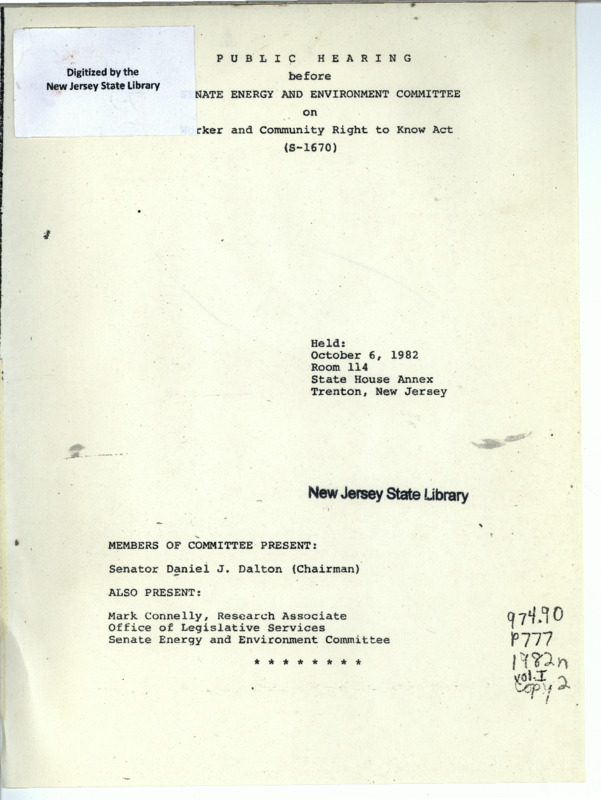 Digitized by the
New Jersey State Library
P U B L I C   H E A R I N G
before
ENATE ENERGY AND ENVIRONMENT COMMITTEE
on
rker and Community Right to Know Act
(S-1670)
Held:
October 6, 1982
Room 114
State House Annex
Trenton, New Jersey
New Jersey State Library
MEMBERS OF COMMITTEE PRESENT:
Senator Daniel J. Dalton (Chairman)
ALSO PRESENT:
Mark Connelly, Research Associate
Office of Legislative Services
Senate Energy and Environment Committee
* * * * * * * *
974.90
P777
1982n
vol. I
copy 2